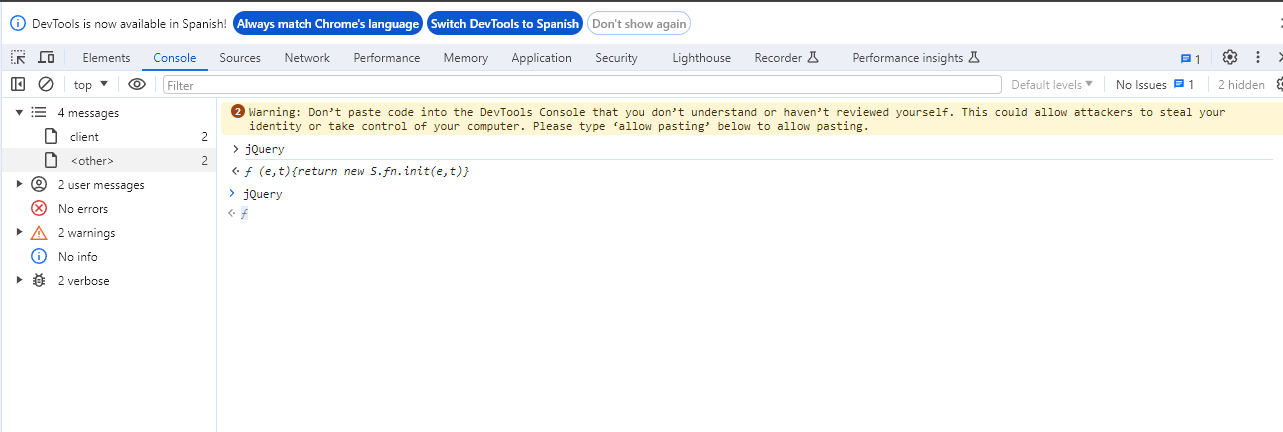 DevTools is now available in Spanish! Always match Chrome's language Switch DevTools to Spanish Don't show again
Elements Console Sources Network Performance Memory Application Security Lighthouse Recorder Performance insights 1
top Filter Default levels No Issues 1 2 hidden
4 messages
client 2
<other> 2
2 user messages
No errors
2 warnings
No info
2 verbose
2 Warning: Don’t paste code into the DevTools Console that you don’t understand or haven’t reviewed yourself. This could allow attackers to steal your
identity or take control of your computer. Please type ‘allow pasting’ below to allow pasting.
jQuery
ƒ (e,t){return new S.fn.init(e,t)}
jQuery
ƒ